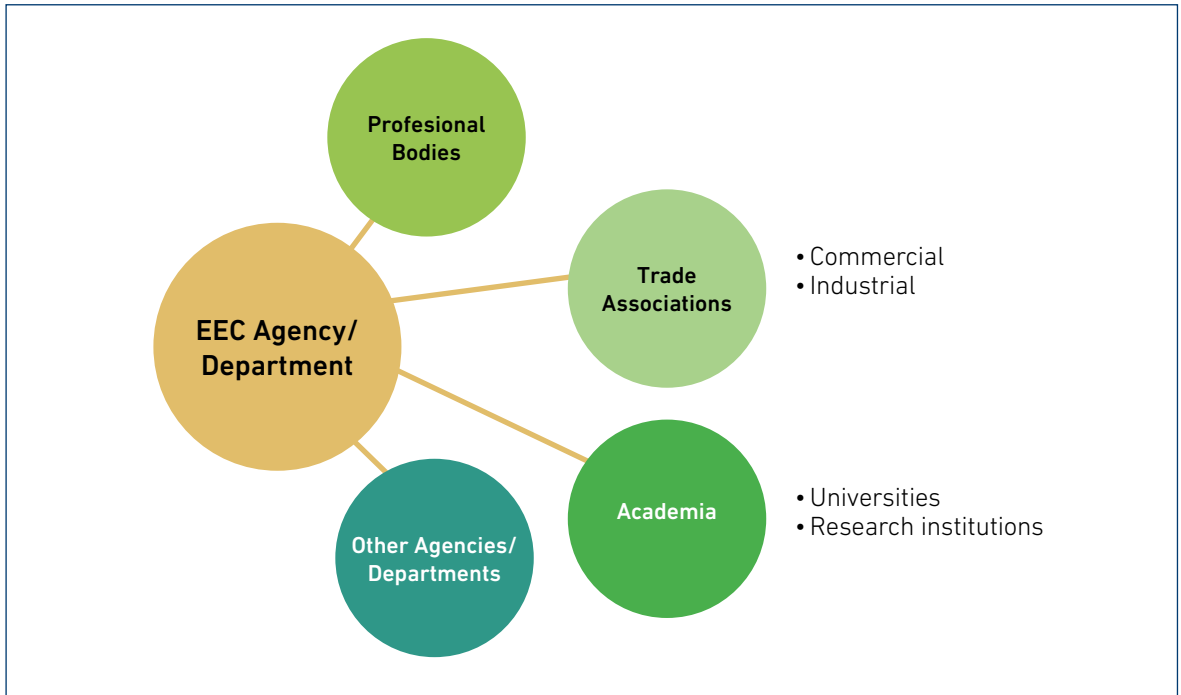 Profesional
Bodies
Trade
Associations
• Commercial
• Industrial
EEC Agency/
Department
Academia
• Universities
• Research institutions
Other Agencies/
Departments